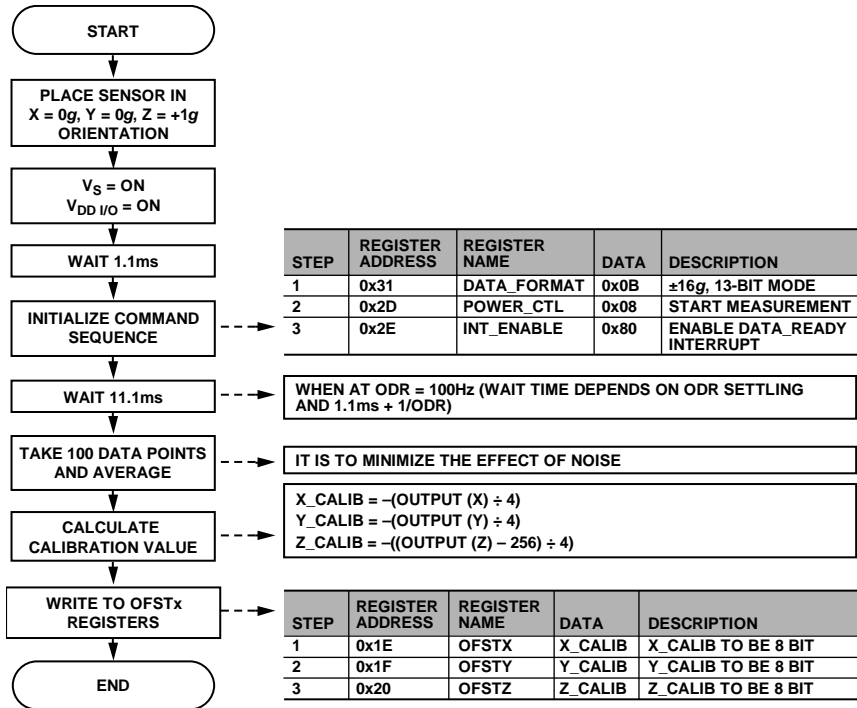 START
PLACE SENSOR IN
X = 0g, Y = 0g, Z = +1g
ORIENTATION
VS = ON
VDD I/O = ON
WAIT 1.1ms
INITIALIZE COMMAND
SEQUENCE
STEP REGISTER ADDRESS REGISTER NAME DATA DESCRIPTION
1 0x31 DATA_FORMAT 0x0B ±16g, 13-BIT MODE
2 0x2D POWER_CTL 0x08 START MEASUREMENT
3 0x2E INT_ENABLE 0x80 ENABLE DATA_READY
INTERRUPT
WAIT 11.1ms
WHEN AT ODR = 100Hz (WAIT TIME DEPENDS ON ODR SETTLING
AND 1.1ms + 1/ODR)
TAKE 100 DATA POINTS
AND AVERAGE
IT IS TO MINIMIZE THE EFFECT OF NOISE
CALCULATE
CALIBRATION VALUE
X_CALIB = –(OUTPUT (X) ÷ 4)
Y_CALIB = –(OUTPUT (Y) ÷ 4)
Z_CALIB = –((OUTPUT (Z) – 256) ÷ 4)
WRITE TO OFSTx
REGISTERS
STEP REGISTER ADDRESS REGISTER NAME DATA DESCRIPTION
1 0x1E OFSTX X_CALIB X_CALIB TO BE 8 BIT
2 0x1F OFSTY Y_CALIB Y_CALIB TO BE 8 BIT
3 0x20 OFSTZ Z_CALIB Z_CALIB TO BE 8 BIT
END